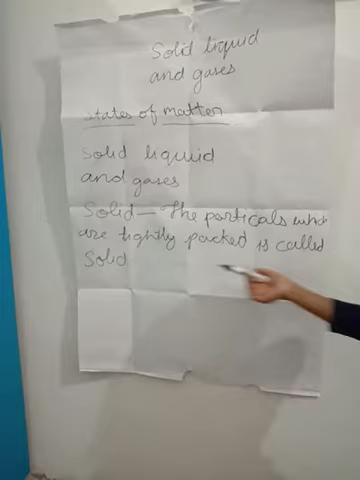 Solid liquid
and gases
states of matter
Solid liquid
and gases
Solid — The particals which
are tightly packed is called
Solid